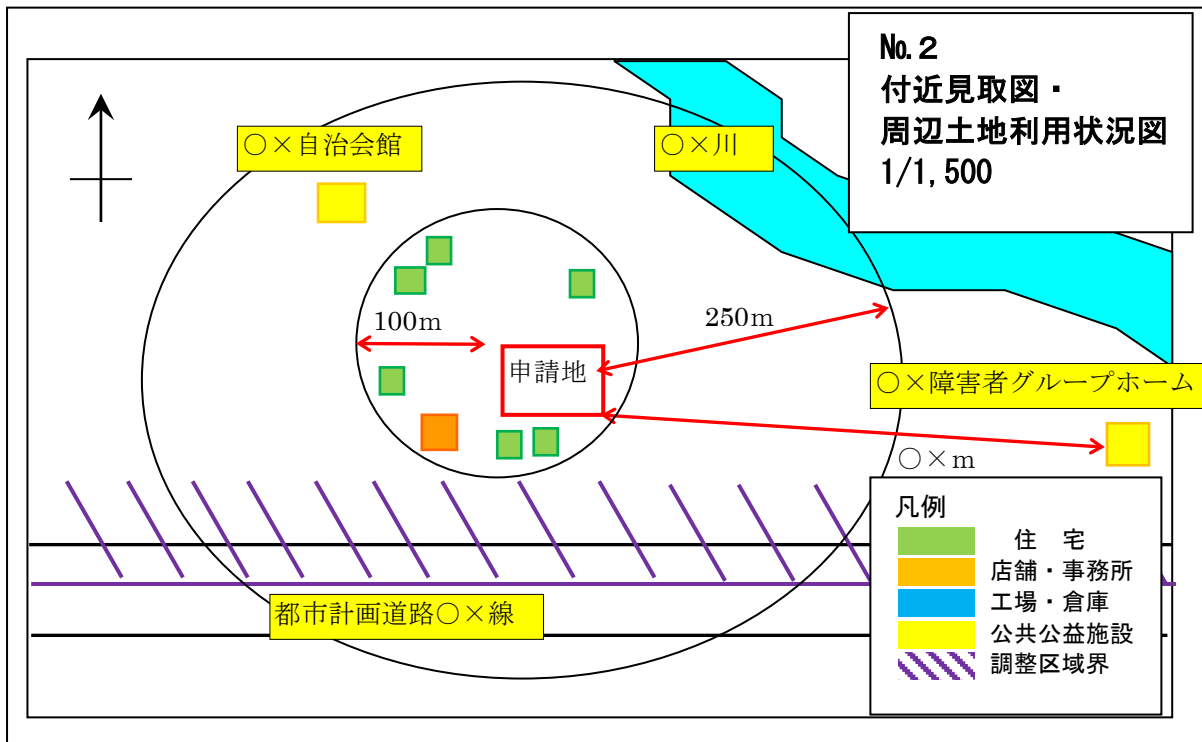 №.2
付近見取図・
周辺土地利用状況図
1/1,500
○×自治会館
○×川
100m
250m
申請地
○×障害者グループホーム
○×m
都市計画道路○×線
凡例
住 宅
店舗・事務所
工場・倉庫
公共公益施設
調整区域界